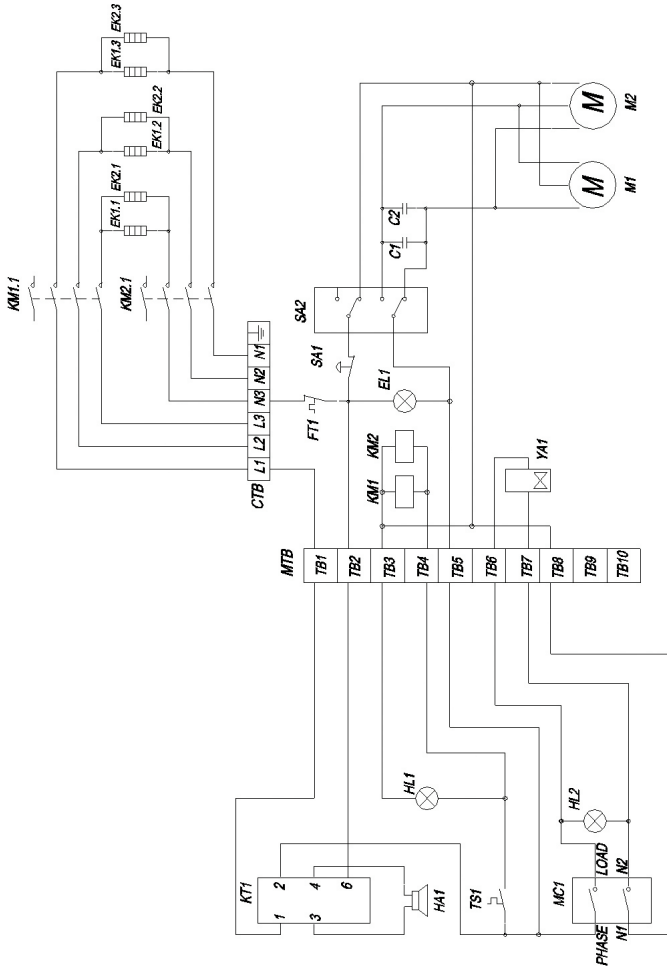 EK2.3
EK1.3
EK2.2
EK1.2
EK2.1
EK1.1
KM1.1
KM2.1
CTB
L1
L2
L3
N3
N2
N1
FT1
SA1
SA2
EL1
C1
C2
M
M2
M
M1
KM1
KM2
YA1
MTB
TB1
TB2
TB3
TB4
TB5
TB6
TB7
TB8
TB9
TB10
KT1
1
2
3
4
6
HA1
HL1
TS1
HL2
MC1
PHASE
LOAD
N1
N2